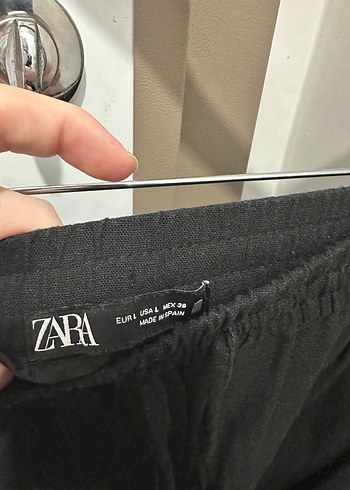 ZARA
EUR L USA L MEX 30
MADE IN SPAIN